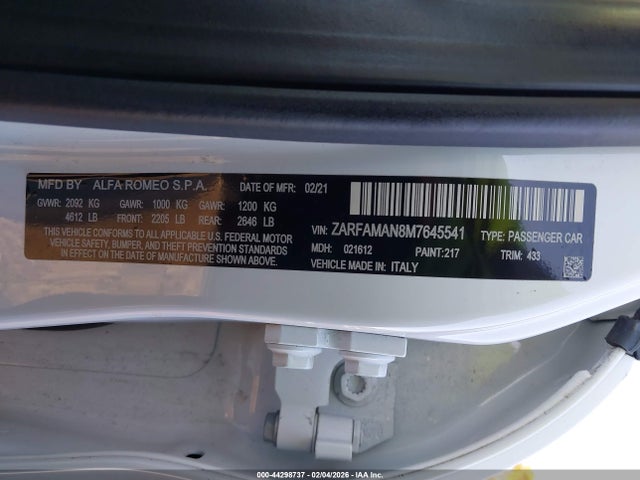 MFD BY ALFA ROMEO S.P.A. DATE OF MFR: 02/21
GVWR: 2092 KG GAWR: 1000 KG GAWR: 1200 KG
4612 LB FRONT: 2205 LB REAR: 2646 LB
THIS VEHICLE CONFORMS TO ALL APPLICABLE U.S. FEDERAL MOTOR
VEHICLE SAFETY, BUMPER, AND THEFT PREVENTION STANDARDS
IN EFFECT ON THE DATE OF MANUFACTURE SHOWN ABOVE.
VIN: ZARFAMAN8M7645541 TYPE: PASSENGER CAR
MDH: 021612 PAINT: 217 TRIM: 433
VEHICLE MADE IN: ITALY
000-44298737 - 02/04/2026 - IAA Inc.